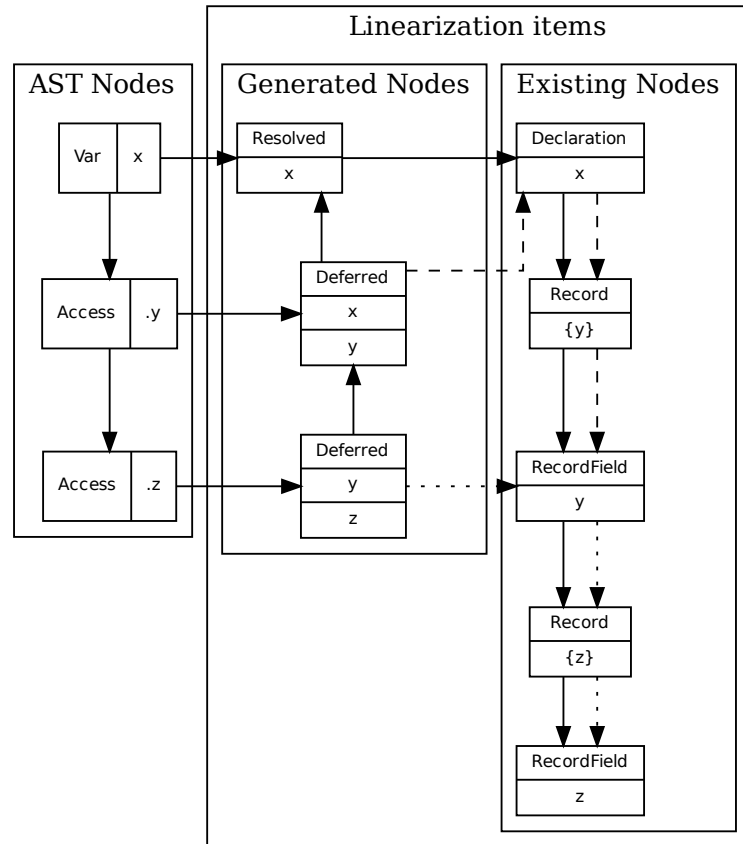 Linearization items
AST Nodes
Generated Nodes
Existing Nodes
Var x
Access .y
Access .z
Resolved
x
Deferred
x
y
Deferred
y
z
Declaration
x
Record
{y}
RecordField
y
Record
{z}
RecordField
z